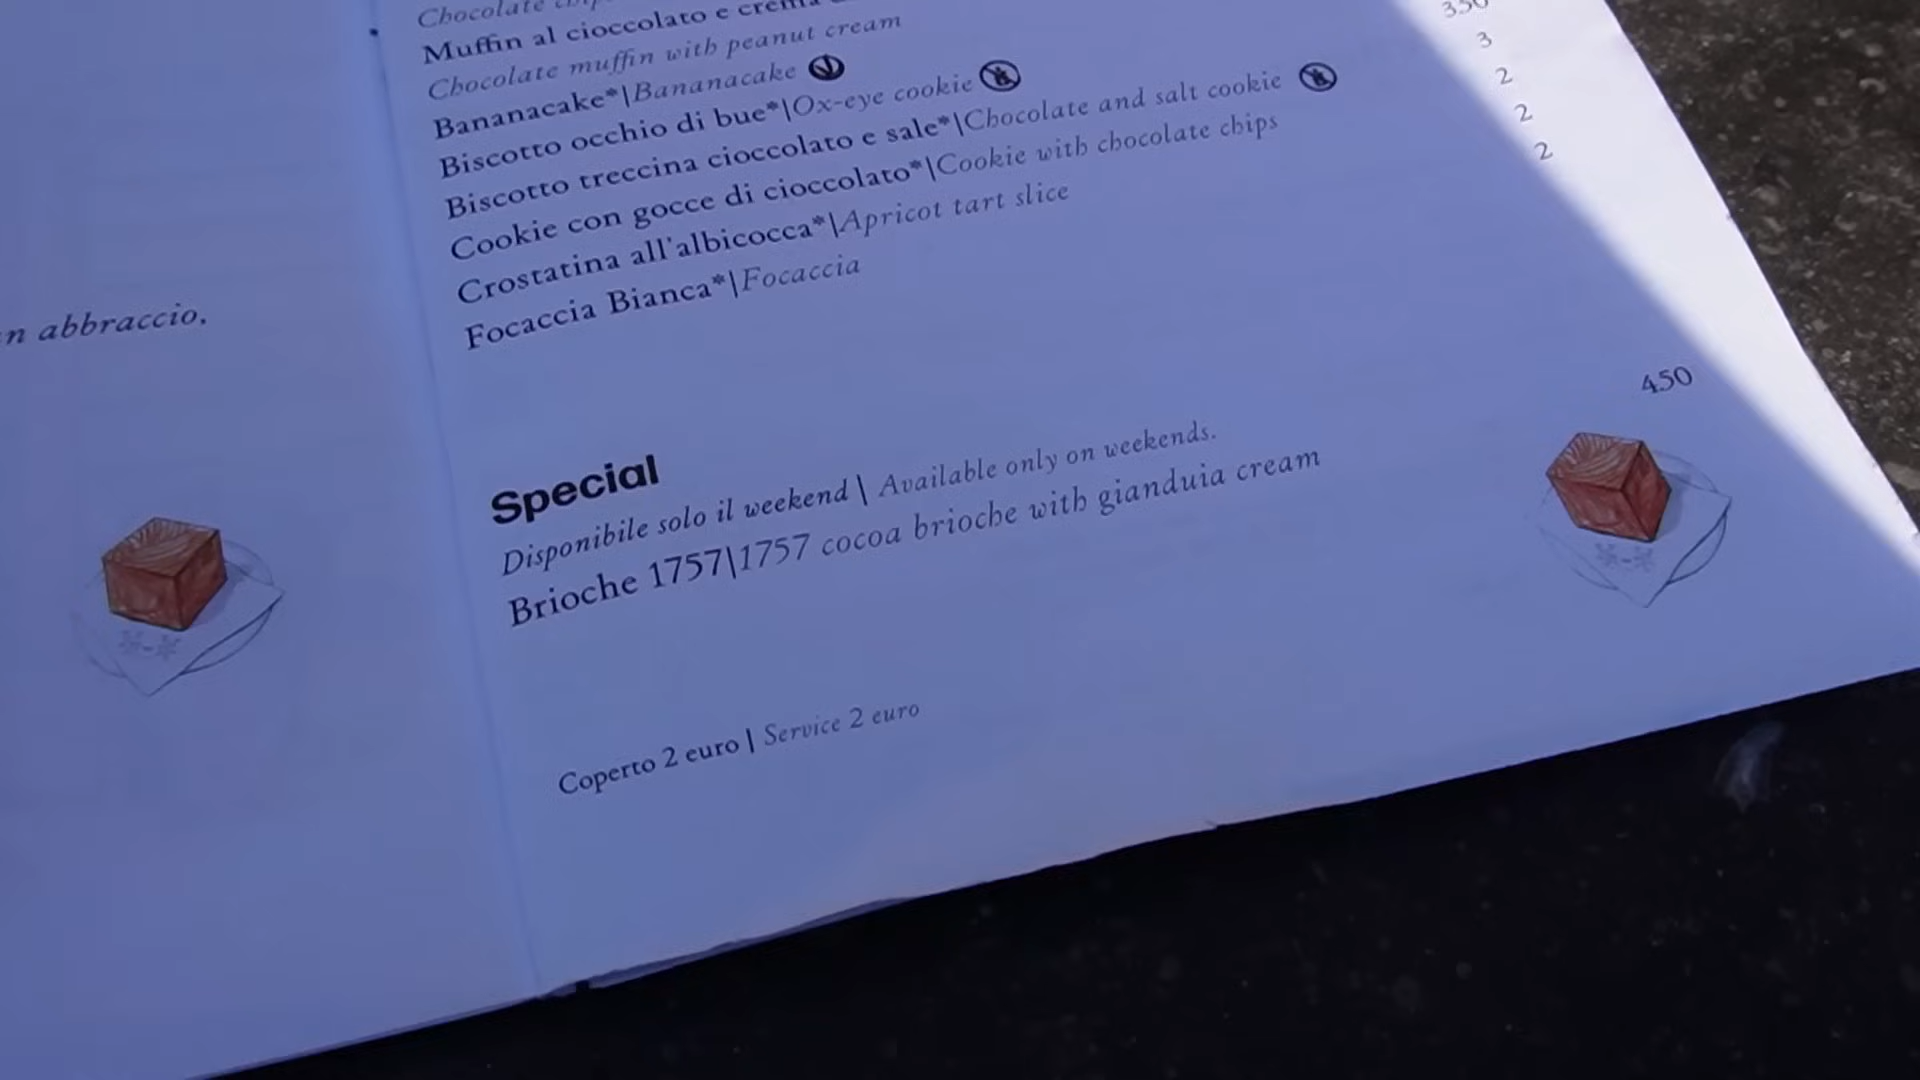 n abbraccio,
Chocolate chip
Muffin al cioccolato e crema
Chocolate muffin with peanut cream
350
Bananacake*|Bananacake
3
Biscotto occhio di bue*|Ox-eye cookie
2
Biscotto treccina cioccolato e sale*|Chocolate and salt cookie
2
Cookie con gocce di cioccolato*|Cookie with chocolate chips
2
Crostatina all'albicocca*|Apricot tart slice
Focaccia Bianca*|Focaccia
Special
Disponibile solo il weekend | Available only on weekends.
Brioche 1757|1757 cocoa brioche with gianduia cream
450
Coperto 2 euro | Service 2 euro